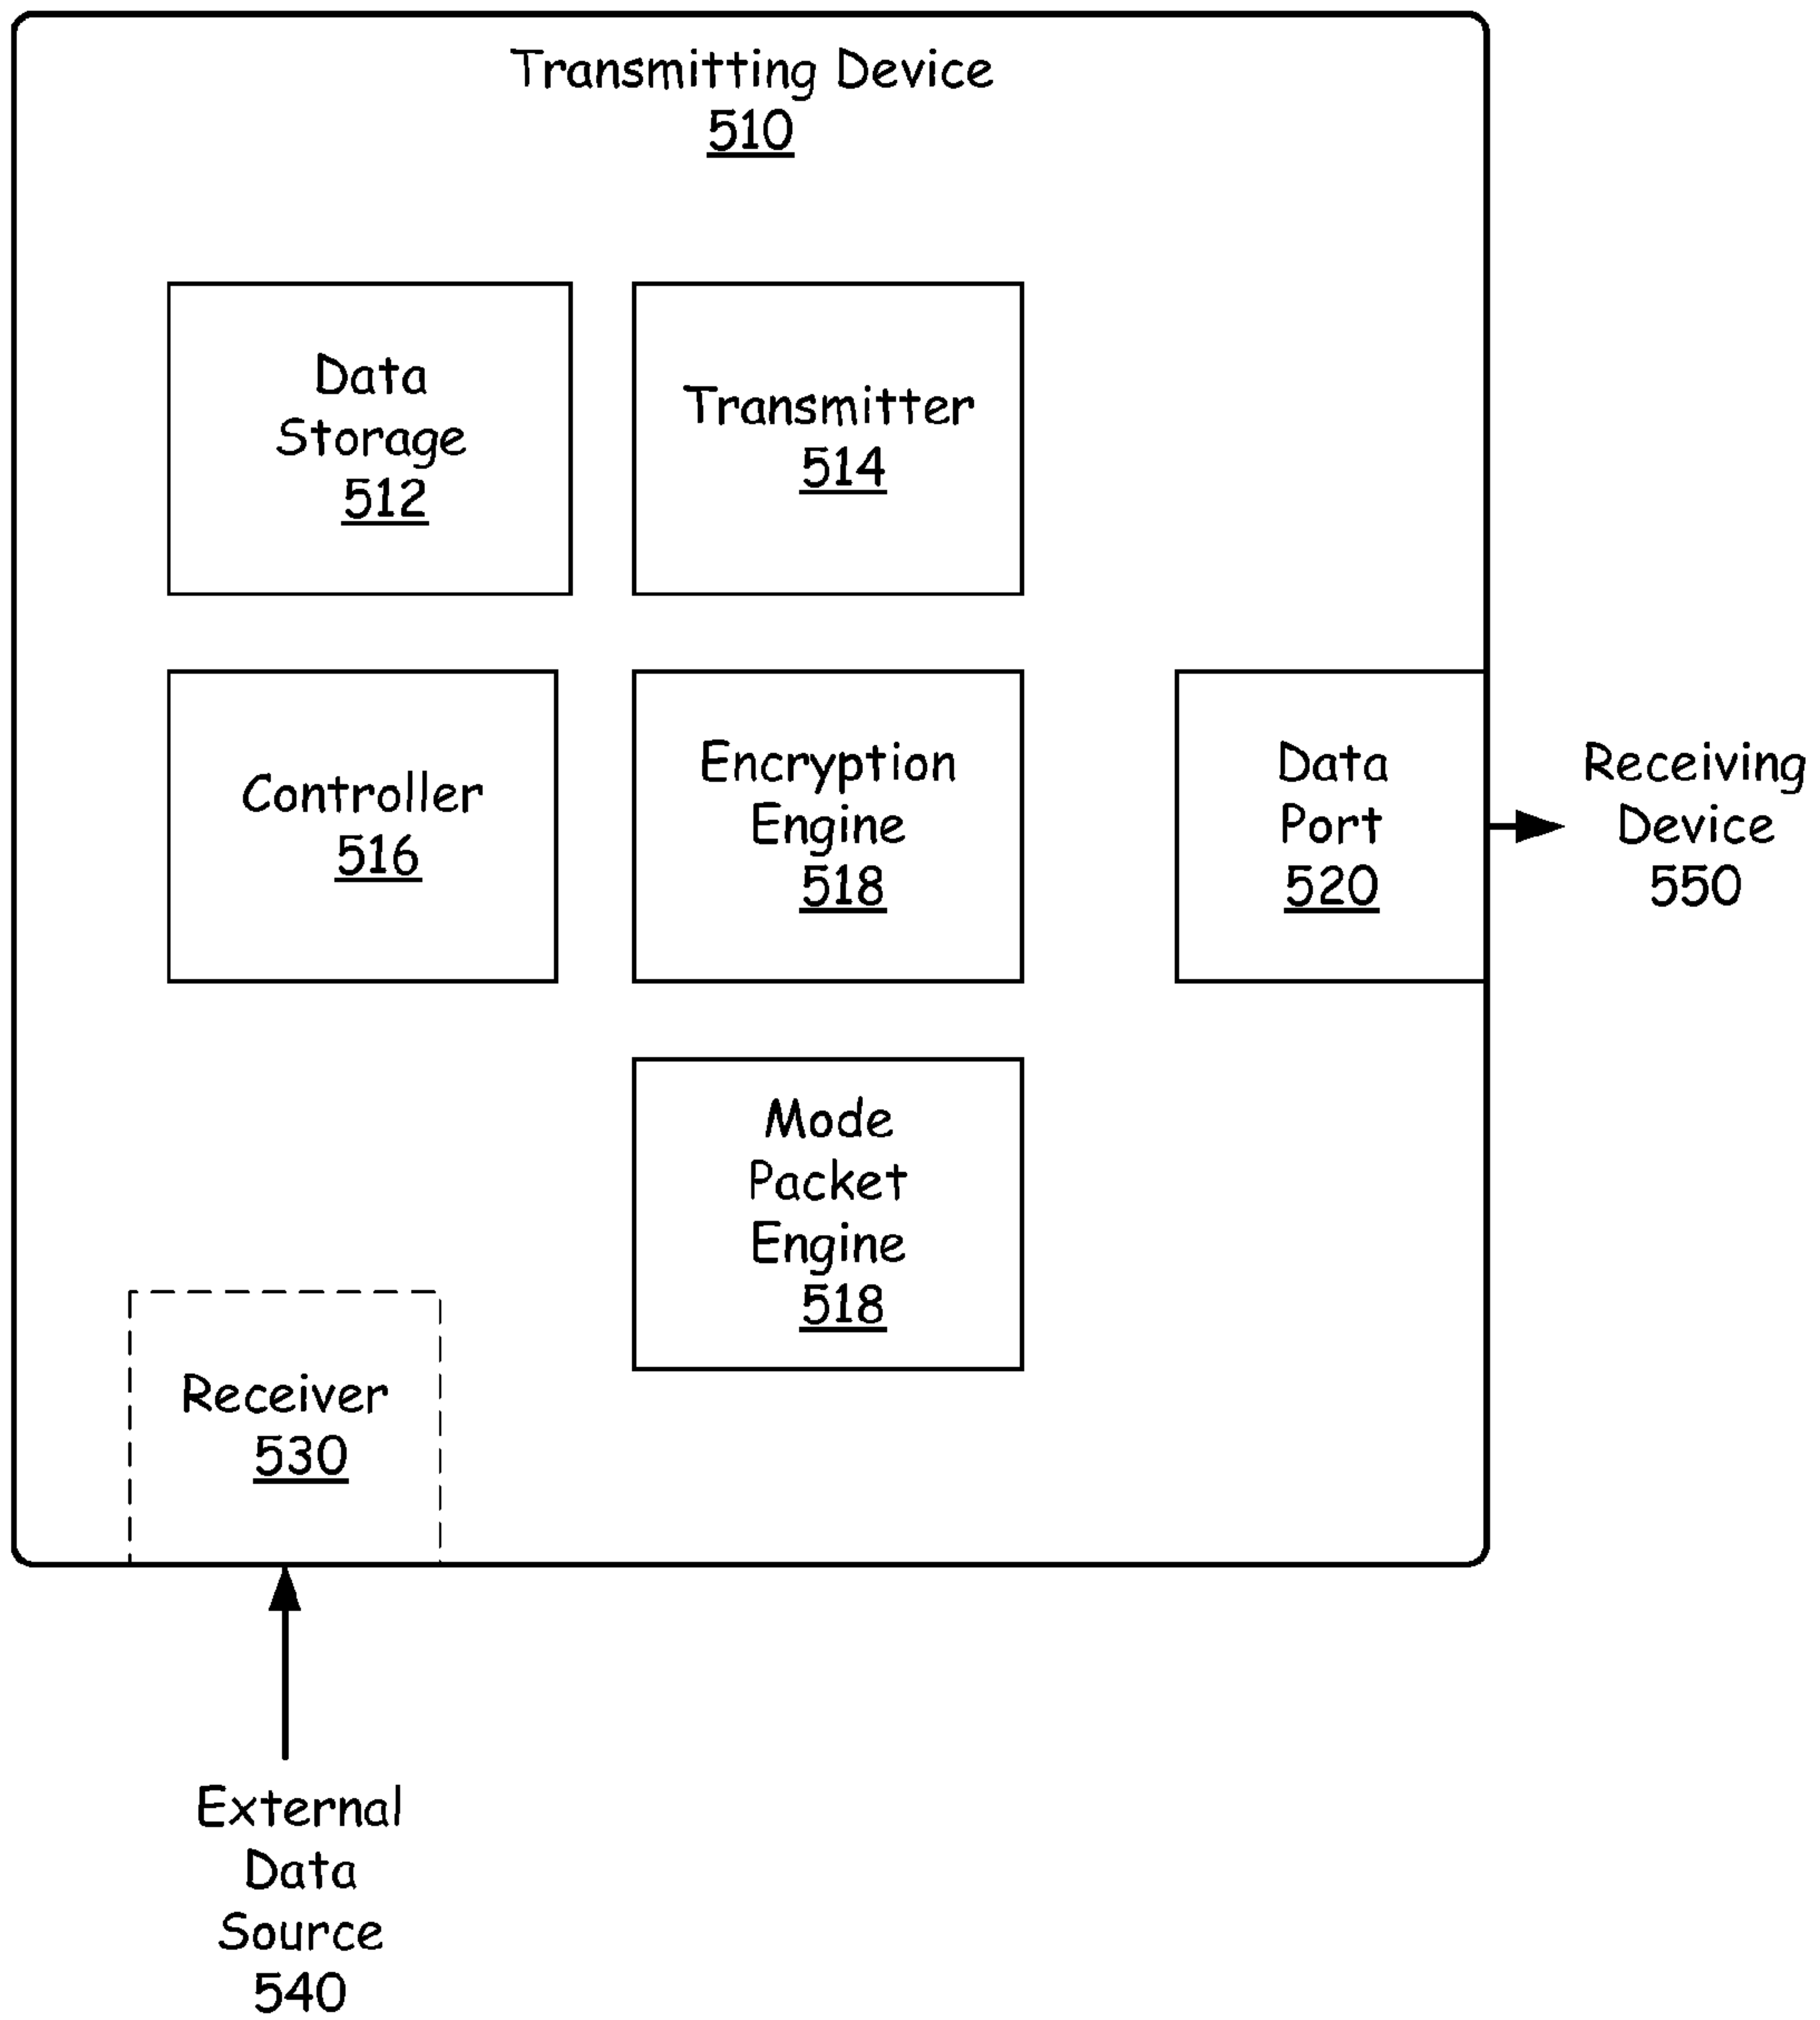 Transmitting Device
510
Data
Storage
512
Transmitter
514
Controller
516
Encryption
Engine
518
Data
Port
520
Receiving
Device
550
Mode
Packet
Engine
518
Receiver
530
External
Data
Source
540